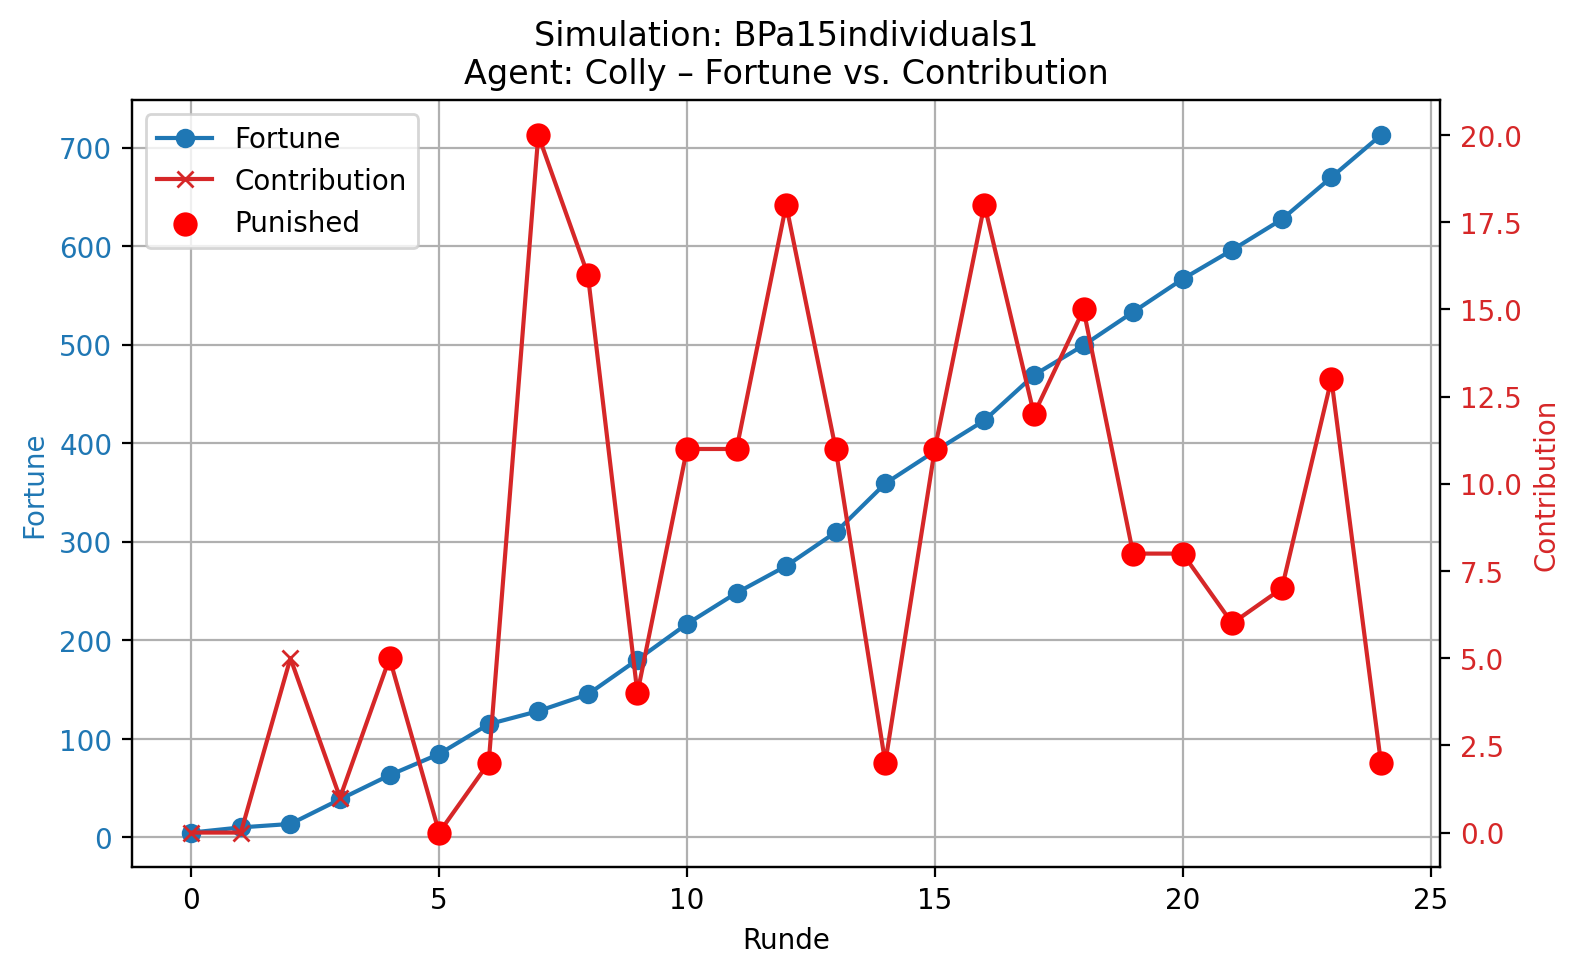 Simulation: BPa15individuals1
Agent: Colly – Fortune vs. Contribution
Fortune
Contribution
Punished
700
600
500
400
300
200
100
0
Fortune
20.0
17.5
15.0
12.5
10.0
7.5
5.0
2.5
0.0
Contribution
0 5 10 15 20 25
Runde